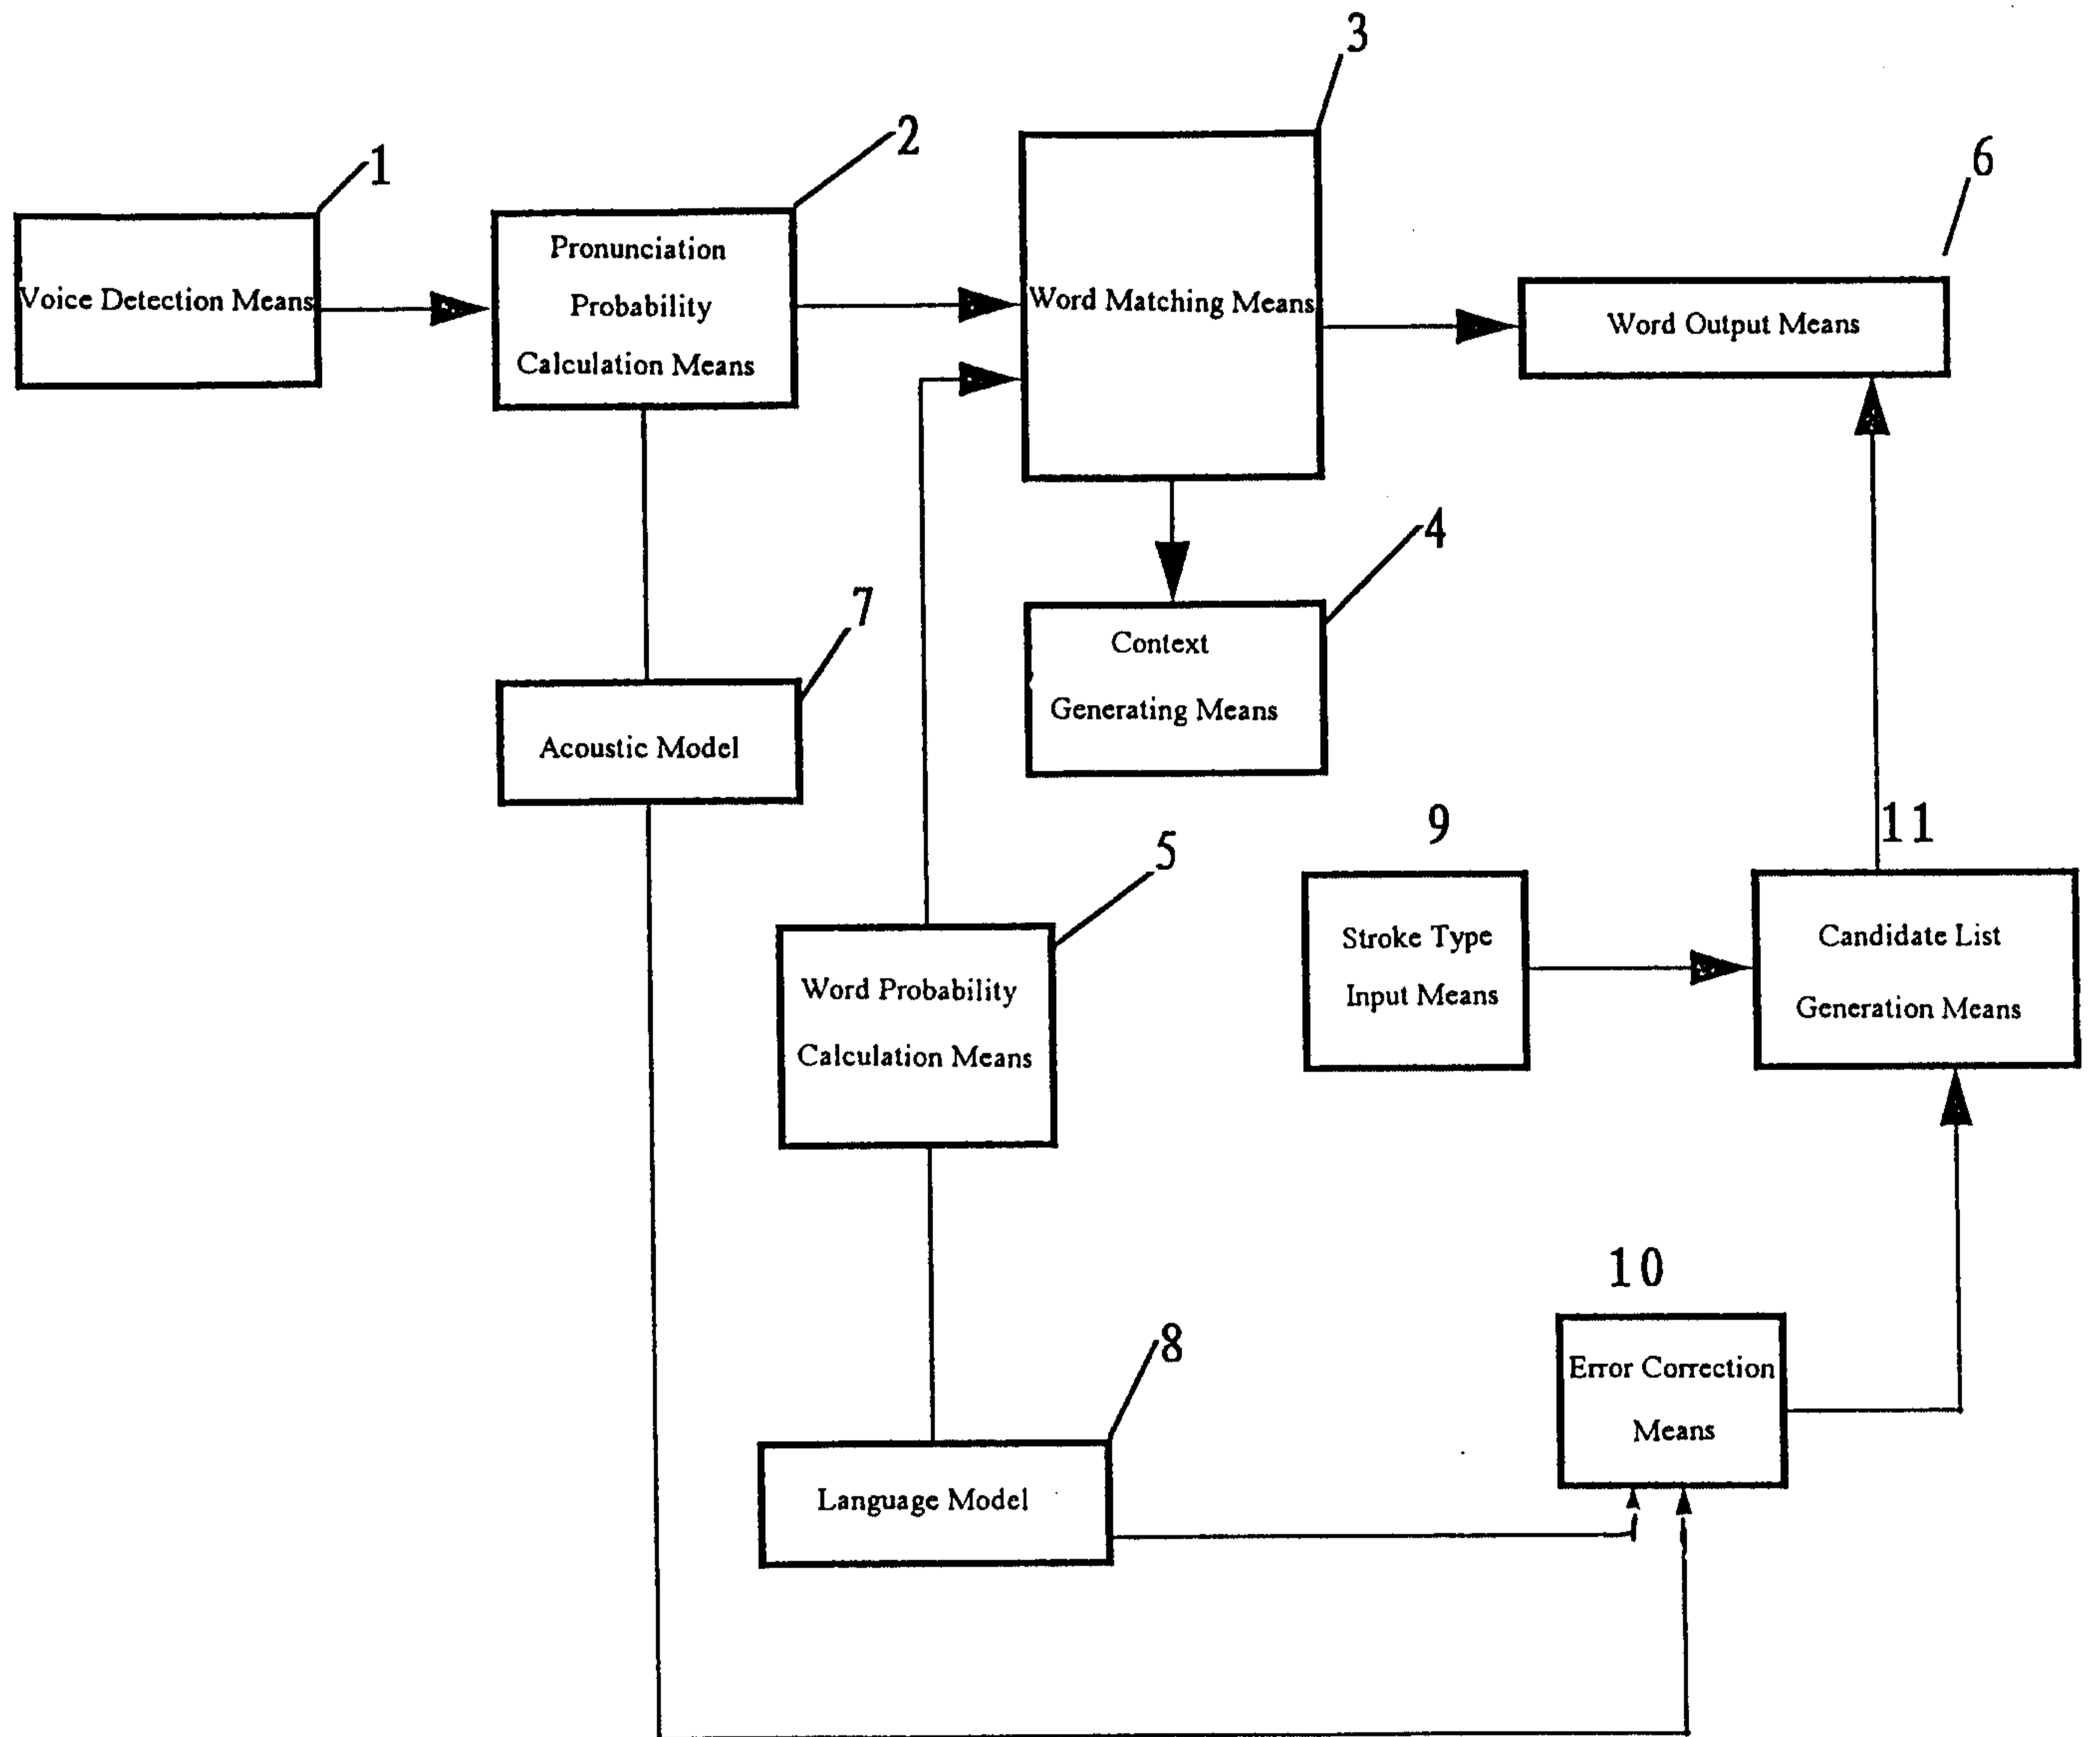 3
2
1
6
Voice Detection Means
Pronunciation
Probability
Calculation Means
Word Matching Means
Word Output Means
4
7
Context
Generating Means
Acoustic Model
9
11
5
Stroke Type
Input Means
Candidate List
Generation Means
Word Probability
Calculation Means
10
8
Error Correction
Means
Language Model